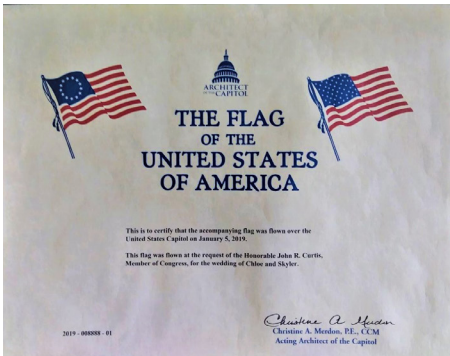 ARCHITECT
OF THE CAPITOL
THE FLAG
OF THE
UNITED STATES
OF AMERICA
This is to certify that the accompanying flag was flown over the
United States Capitol on January 5, 2019.
This flag was flown at the request of the Honorable John R. Curtis,
Member of Congress, for the wedding of Chloe and Skyler.
Christine A Merdon
2019 - 008888 - 01
Christine A. Merdon, P.E., CCM
Acting Architect of the Capitol